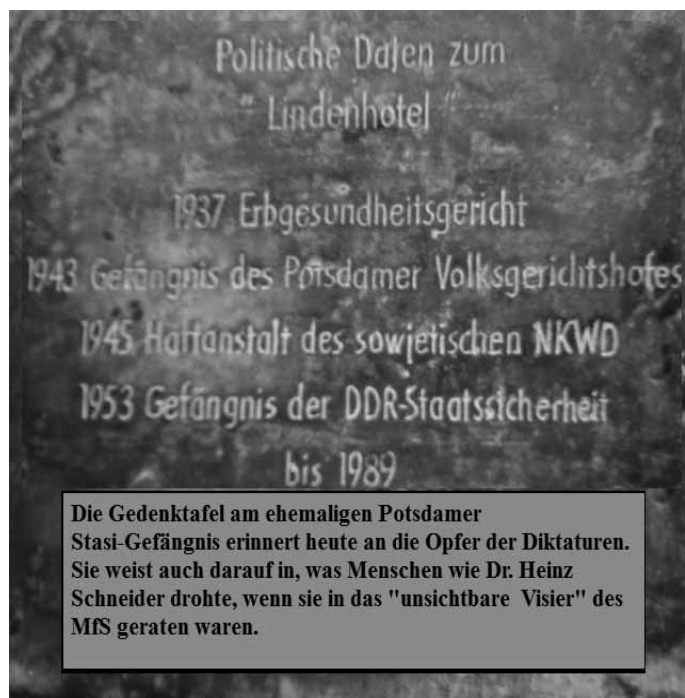 Politische Daten zum
"Lindenhotel"
1937 Erbgesundheitsgericht
1943 Gefängnis des Potsdamer Volksgerichtshofes
1945 Haftanstalt des sowjetischen NKWD
1953 Gefängnis der DDR-Staatssicherheit
bis 1989
Die Gedenktafel am ehemaligen Potsdamer
Stasi-Gefängnis erinnert heute an die Opfer der Diktaturen.
Sie weist auch darauf in, was Menschen wie Dr. Heinz
Schneider drohte, wenn sie in das "unsichtbare Visier" des
MfS geraten waren.